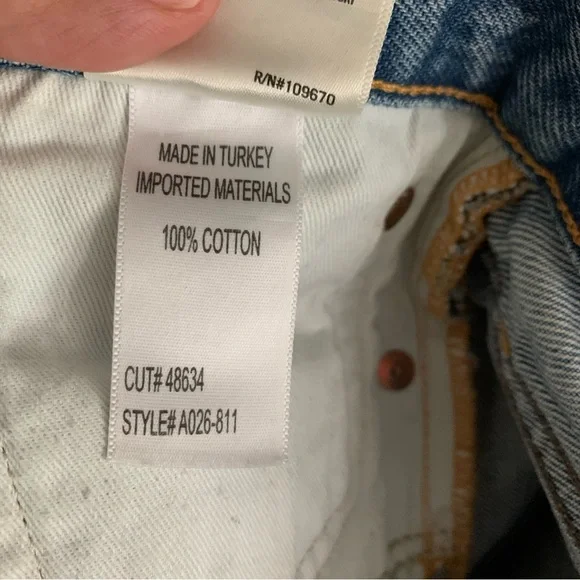 R/N#109670
MADE IN TURKEY
IMPORTED MATERIALS
100% COTTON
CUT# 48634
STYLE# A026-811